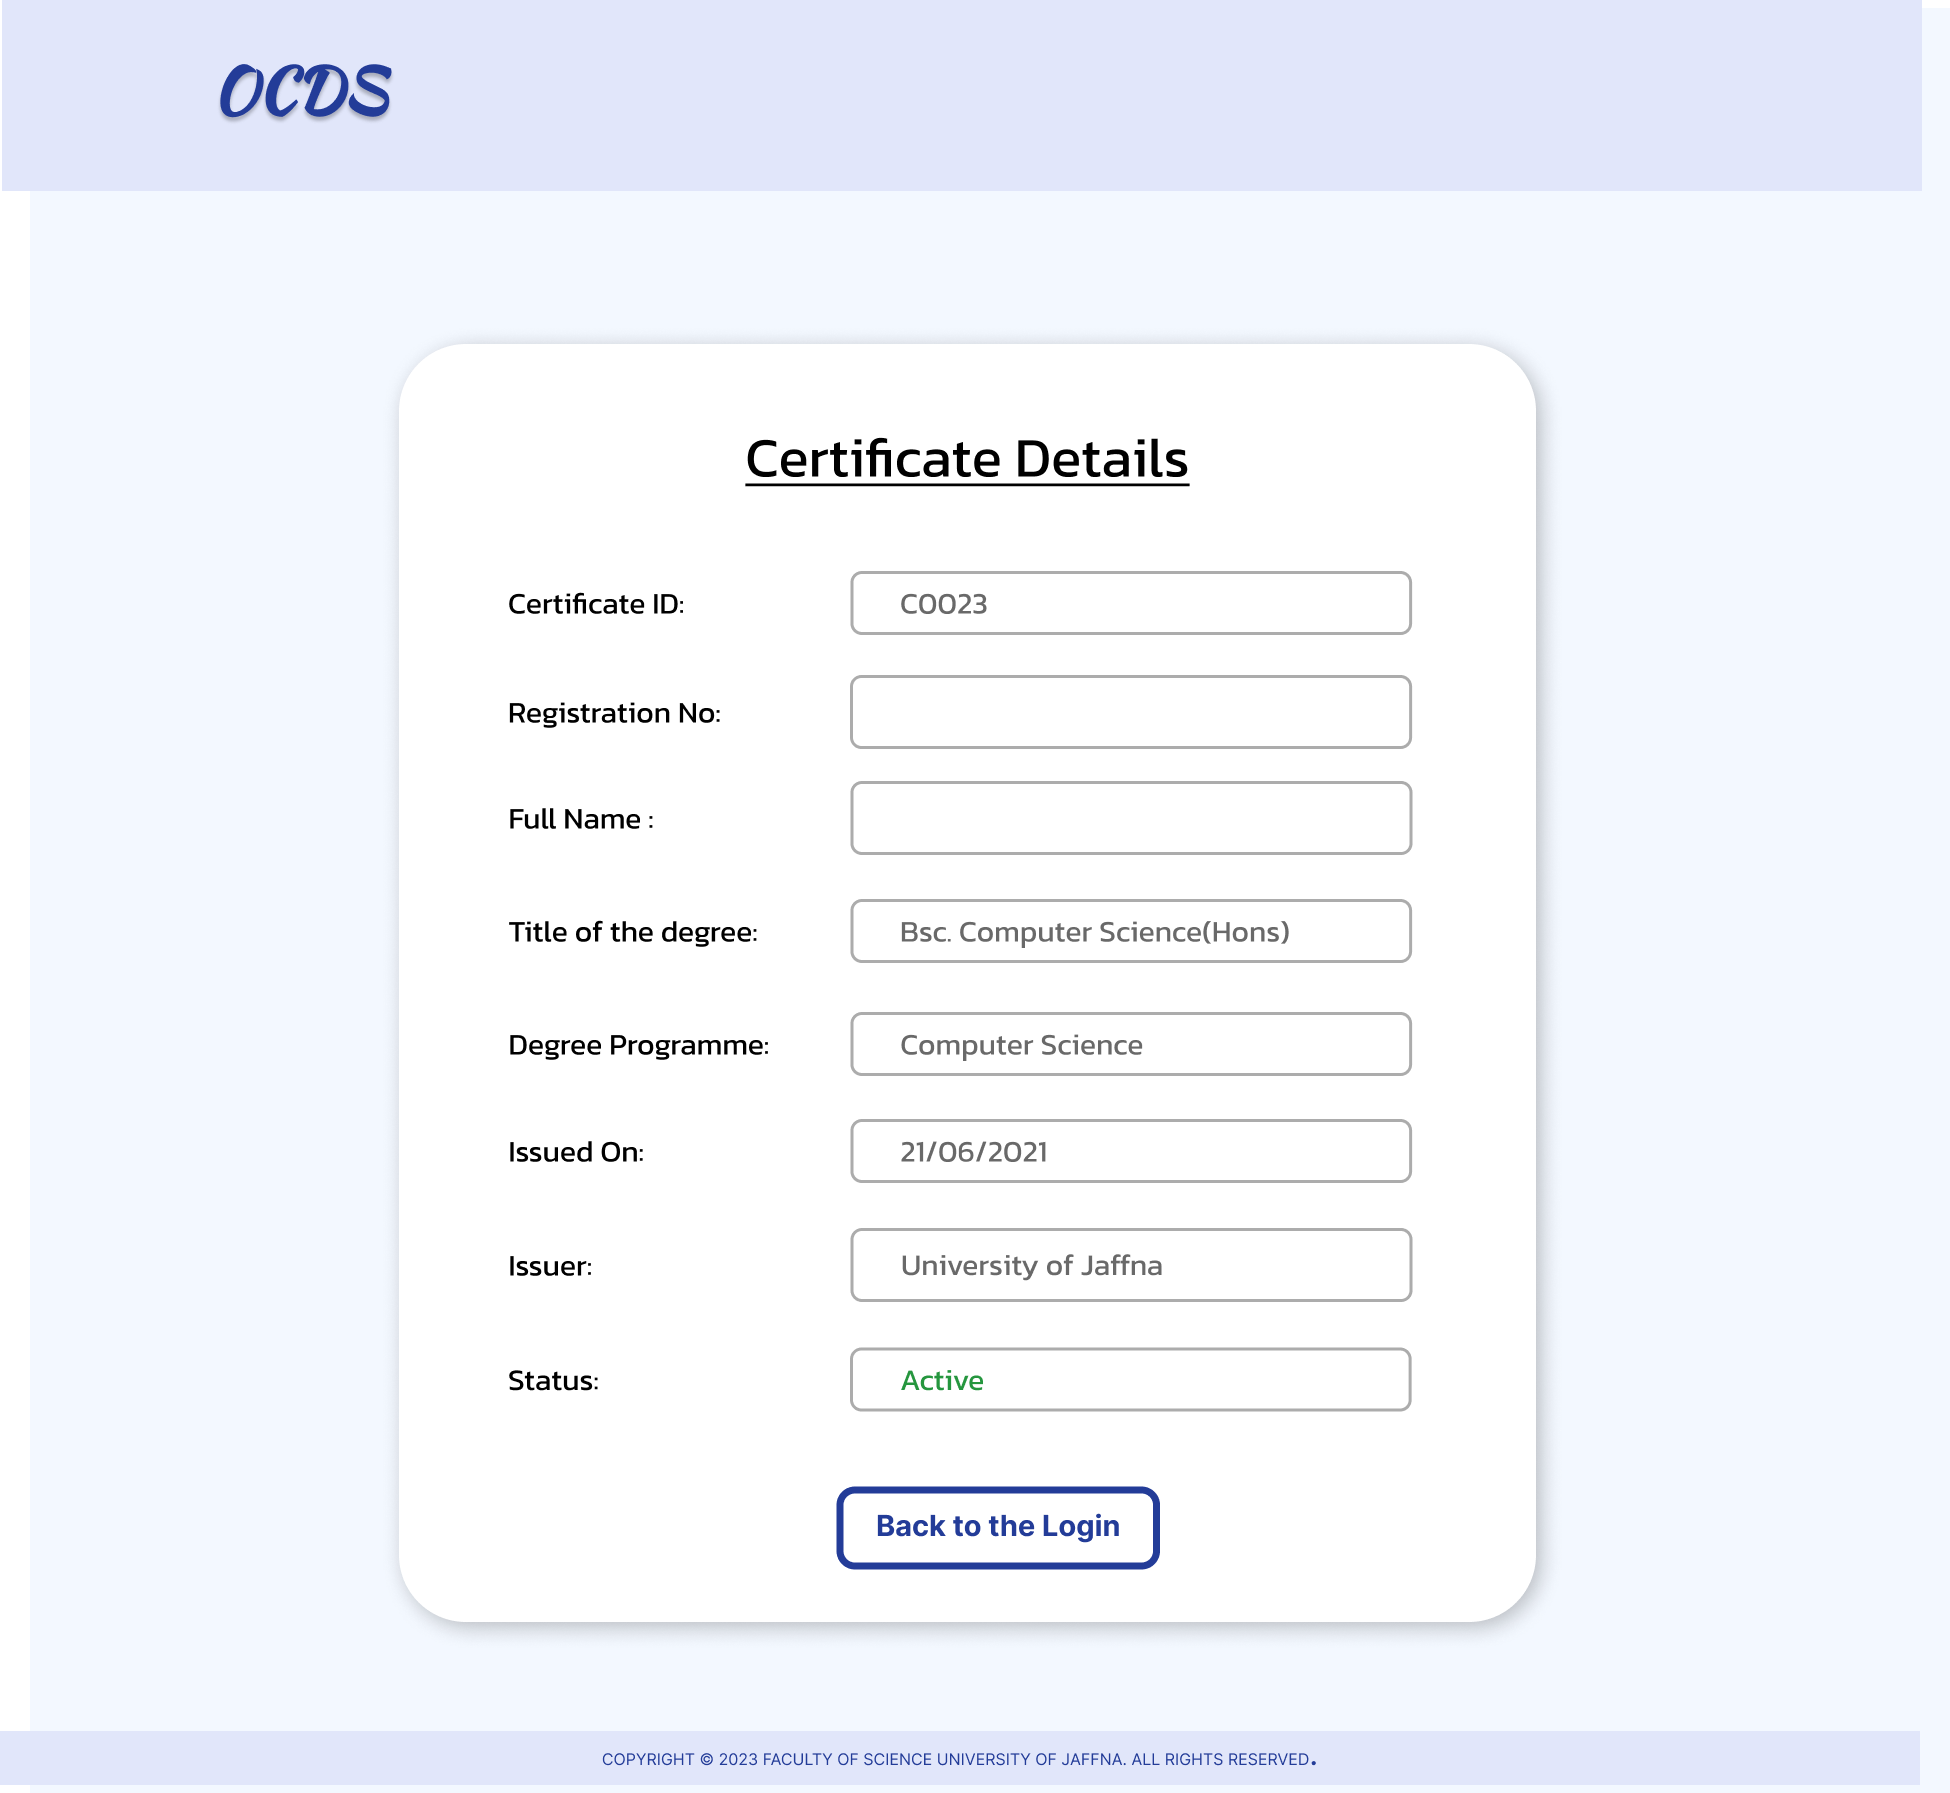 OCDS
Certificate Details
Certificate ID: C0023
Registration No:
Full Name :
Title of the degree: Bsc. Computer Science(Hons)
Degree Programme: Computer Science
Issued On: 21/06/2021
Issuer: University of Jaffna
Status: Active
Back to the Login
COPYRIGHT © 2023 FACULTY OF SCIENCE UNIVERSITY OF JAFFNA. ALL RIGHTS RESERVED.